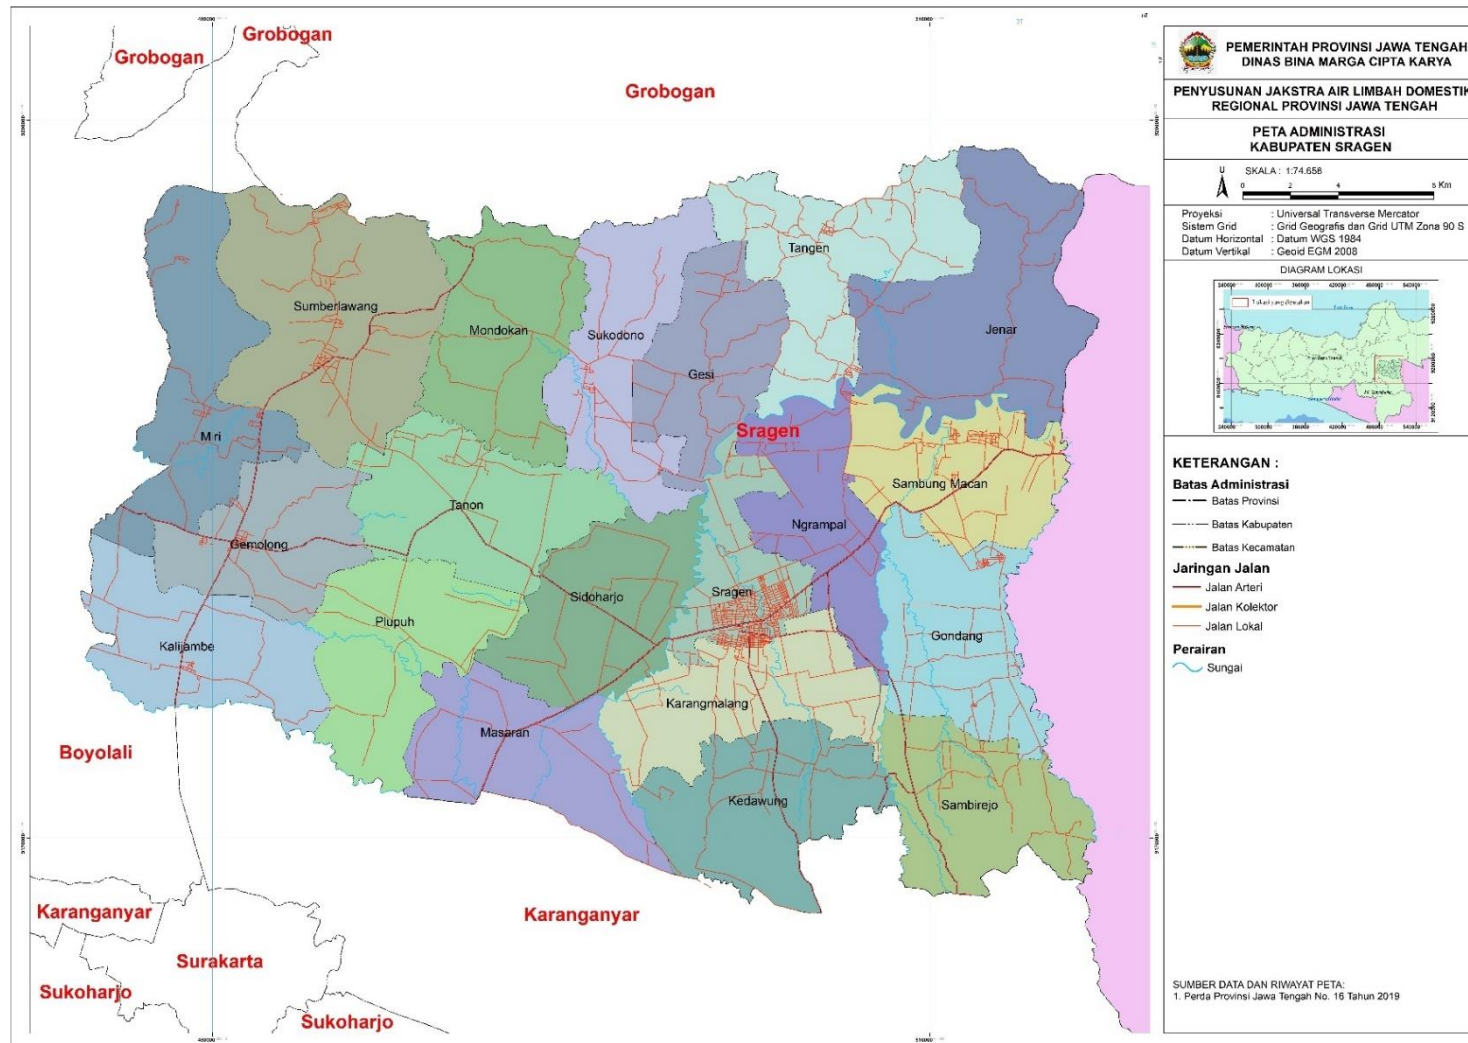 Grobogan
Grobogan
Grobogan
Tangen
Sumberlawang
Mondokan
Sukodono
Jenar
Gesi
Miri
Sragen
Sambung Macan
Tanon
Ngrampal
Gemolong
Sidoharjo
Sragen
Plupuh
Gondang
Kalijambe
Karangmalang
Masaran
Boyolali
Kedawung
Sambirejo
Karanganyar
Karanganyar
Surakarta
Sukoharjo
Sukoharjo
PEMERINTAH PROVINSI JAWA TENGAH
DINAS BINA MARGA CIPTA KARYA
PENYUSUNAN JAKSTRA AIR LIMBAH DOMESTIK
REGIONAL PROVINSI JAWA TENGAH
PETA ADMINISTRASI
KABUPATEN SRAGEN
U
SKALA : 1:74.658
0 2 4 8 Km
Proyeksi : Universal Transverse Mercator
Sistem Grid : Grid Geografis dan Grid UTM Zona 90 S
Datum Horizontal : Datum WGS 1984
Datum Vertikal : Geoid EGM 2008
DIAGRAM LOKASI
KETERANGAN :
Batas Administrasi
Batas Provinsi
Batas Kabupaten
Batas Kecamatan
Jaringan Jalan
Jalan Arteri
Jalan Kolektor
Jalan Lokal
Perairan
Sungai
SUMBER DATA DAN RIWAYAT PETA:
1. Perda Provinsi Jawa Tengah No. 16 Tahun 2019